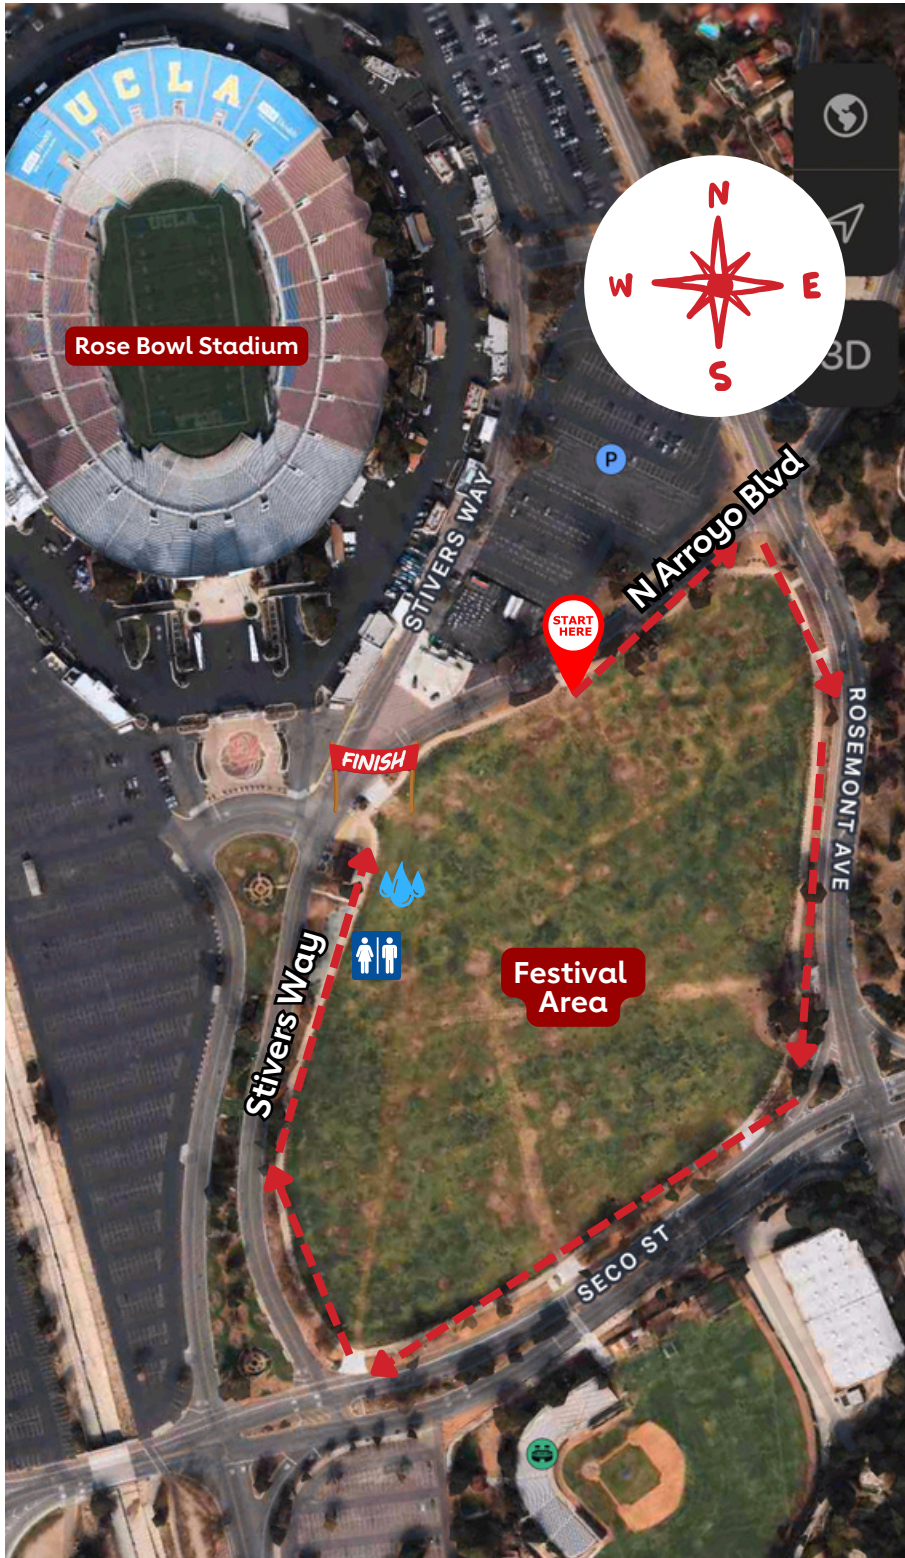 UCLA
UCLA
Rose Bowl Stadium
N
W
E
S
3D
P
N Arroyo Blvd
STIVERS WAY
START
HERE
ROSEMONT AVE
FINISH
Festival
Area
Stivers Way
SECO ST